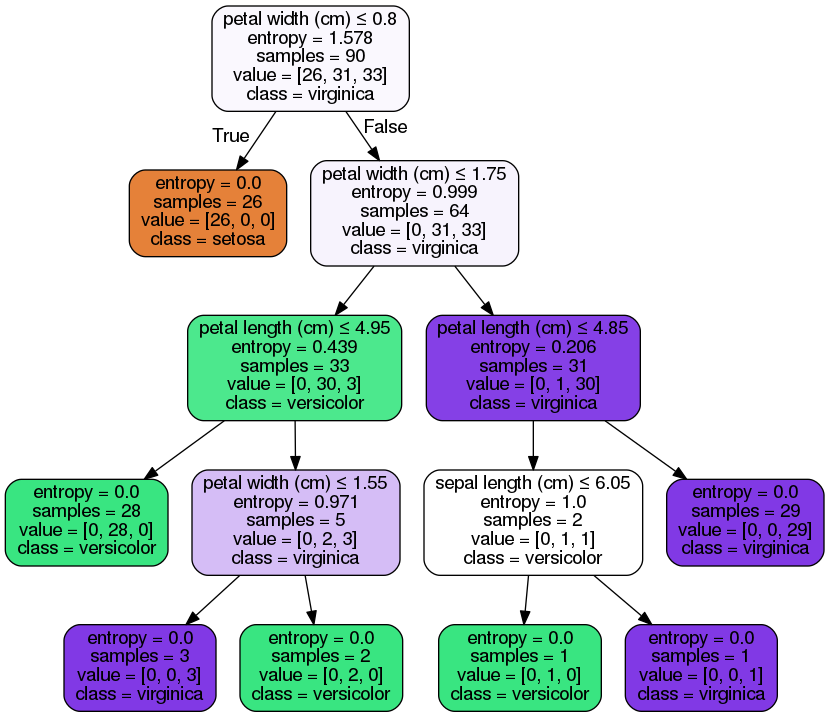 petal width (cm) ≤ 0.8
entropy = 1.578
samples = 90
value = [26, 31, 33]
class = virginica
True
False
entropy = 0.0
samples = 26
value = [26, 0, 0]
class = setosa
petal width (cm) ≤ 1.75
entropy = 0.999
samples = 64
value = [0, 31, 33]
class = virginica
petal length (cm) ≤ 4.95
entropy = 0.439
samples = 33
value = [0, 30, 3]
class = versicolor
petal length (cm) ≤ 4.85
entropy = 0.206
samples = 31
value = [0, 1, 30]
class = virginica
entropy = 0.0
samples = 28
value = [0, 28, 0]
class = versicolor
petal width (cm) ≤ 1.55
entropy = 0.971
samples = 5
value = [0, 2, 3]
class = virginica
sepal length (cm) ≤ 6.05
entropy = 1.0
samples = 2
value = [0, 1, 1]
class = versicolor
entropy = 0.0
samples = 29
value = [0, 0, 29]
class = virginica
entropy = 0.0
samples = 3
value = [0, 0, 3]
class = virginica
entropy = 0.0
samples = 2
value = [0, 2, 0]
class = versicolor
entropy = 0.0
samples = 1
value = [0, 1, 0]
class = versicolor
entropy = 0.0
samples = 1
value = [0, 0, 1]
class = virginica